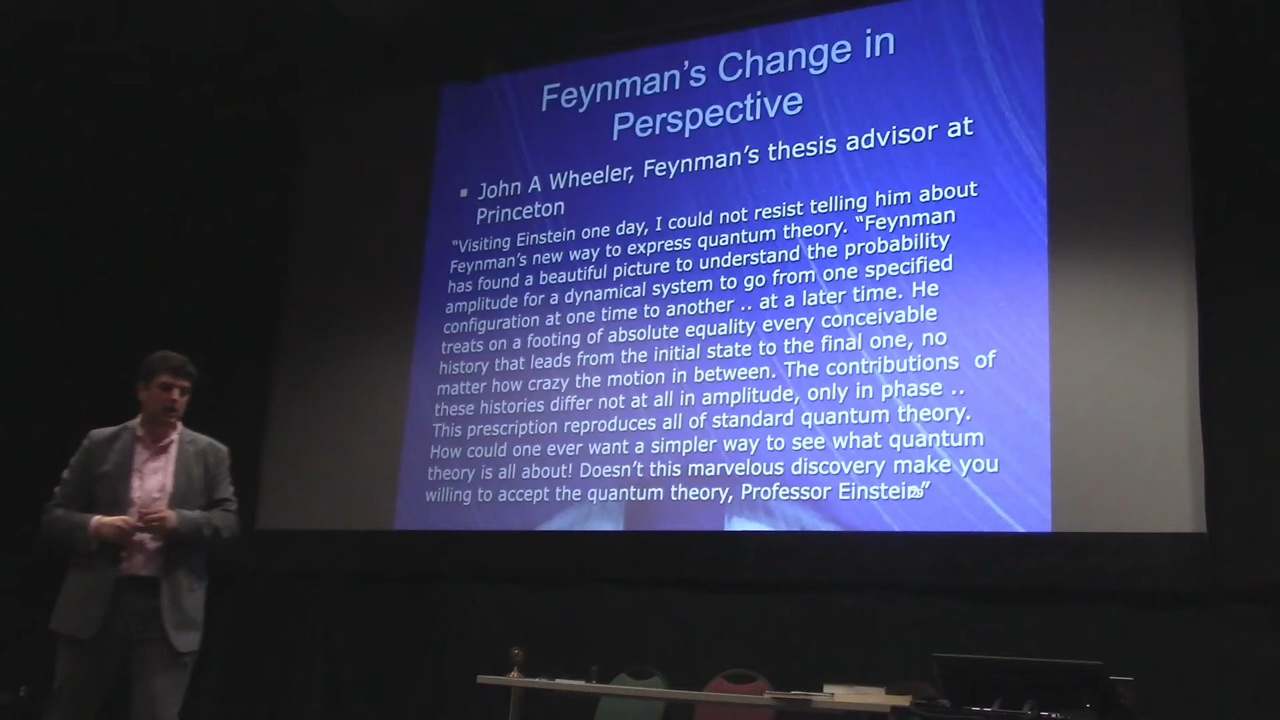 Feynman's Change in
Perspective
▪ John A Wheeler, Feynman's thesis advisor at
Princeton
"Visiting Einstein one day, I could not resist telling him about
Feynman's new way to express quantum theory. "Feynman
has found a beautiful picture to understand the probability
amplitude for a dynamical system to go from one specified
configuration at one time to another .. at a later time. He
treats on a footing of absolute equality every conceivable
history that leads from the initial state to the final one, no
matter how crazy the motion in between. The contributions of
these histories differ not at all in amplitude, only in phase ..
This prescription reproduces all of standard quantum theory.
How could one ever want a simpler way to see what quantum
theory is all about! Doesn't this marvelous discovery make you
willing to accept the quantum theory, Professor Einstein"